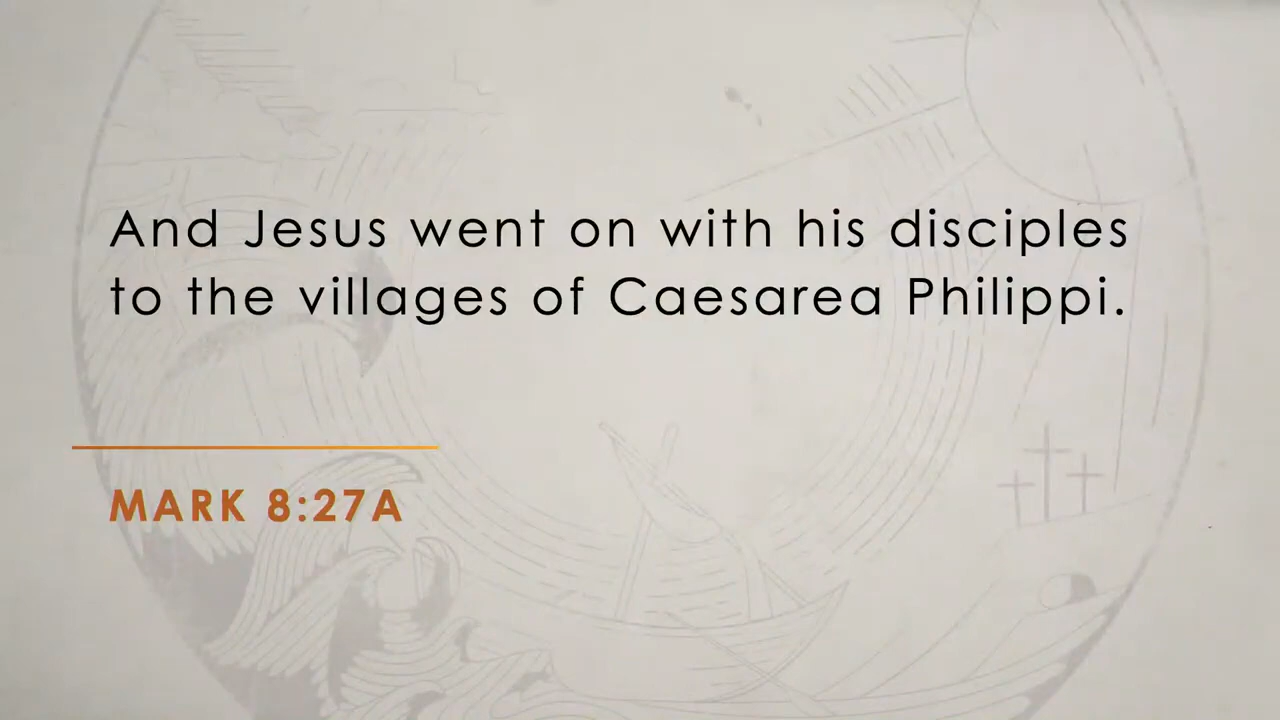 And Jesus went on with his disciples
to the villages of Caesarea Philippi.
MARK 8:27A